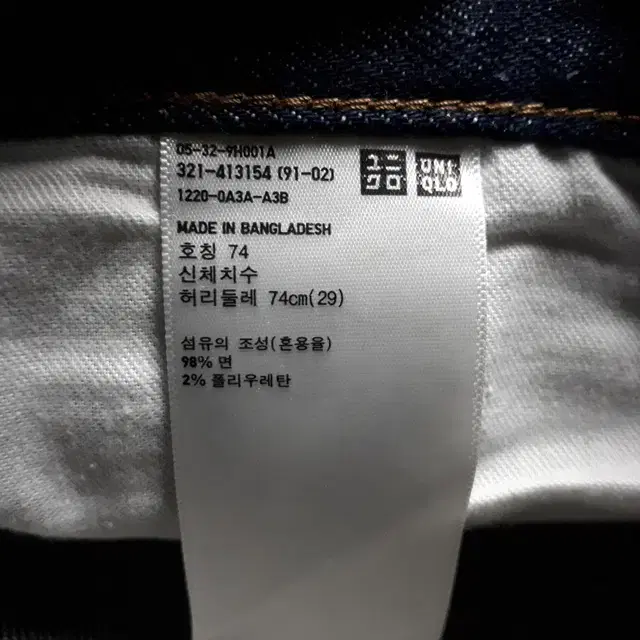 05-32-9H001A
321-413154 (91-02)
1220-0A3A-A3B
ユニクロ
UNIQLO
MADE IN BANGLADESH
호칭 74
신체치수
허리둘레 74cm(29)
섬유의 조성(혼용율)
98% 면
2% 폴리우레탄